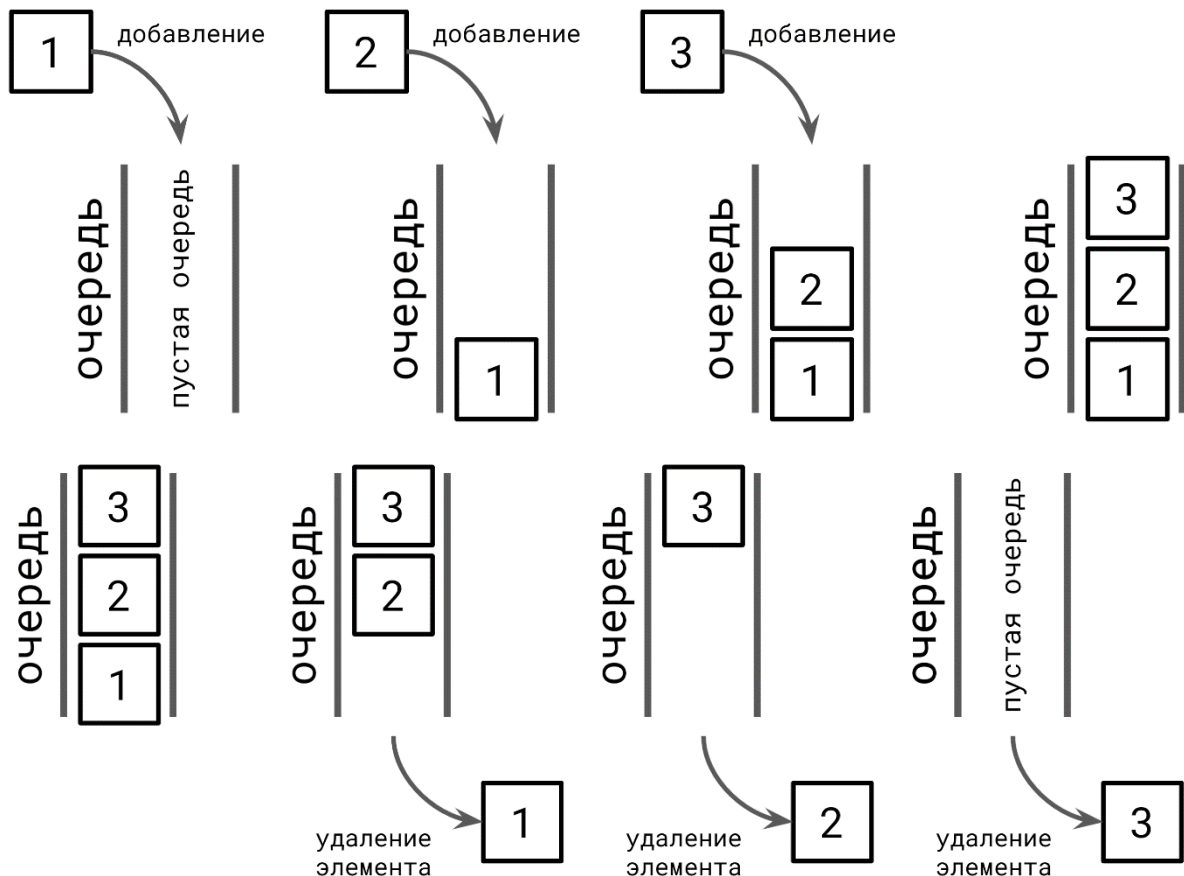 1
добавление
2
добавление
3
добавление
очередь
пустая очередь
очередь
1
очередь
2
1
очередь
3
2
1
очередь
3
2
1
очередь
3
2
удаление
элемента
1
очередь
3
удаление
элемента
2
очередь
пустая очередь
удаление
элемента
3